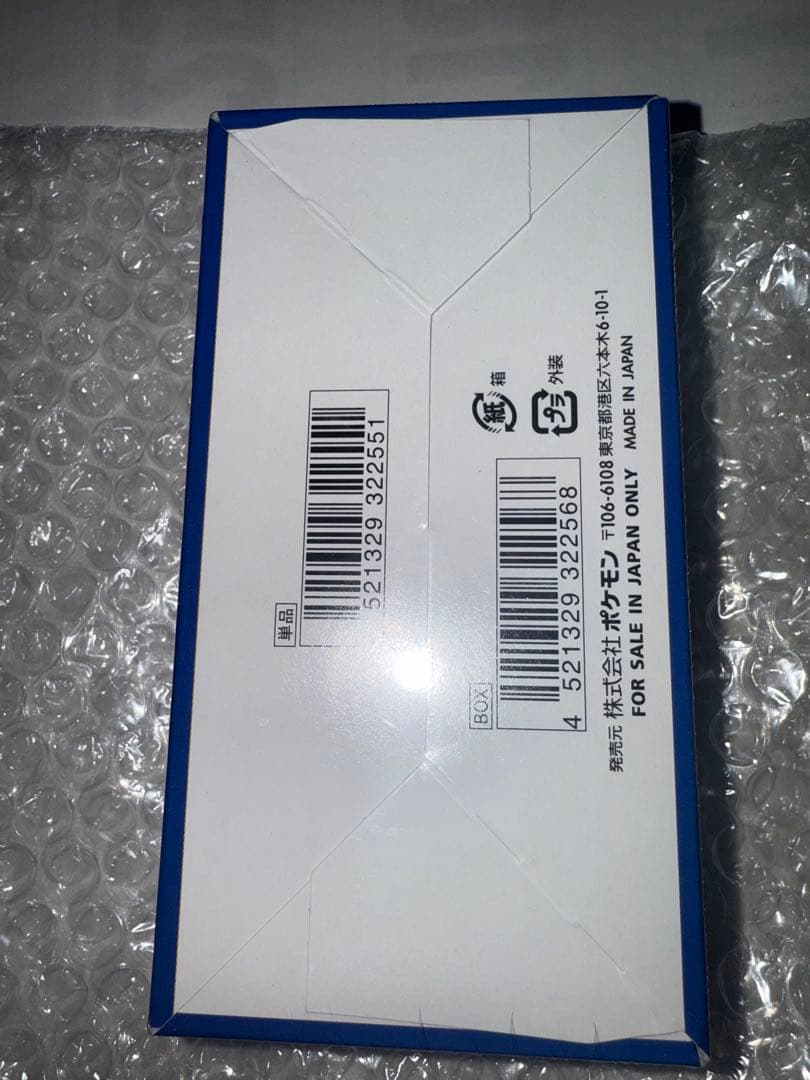 単品
521329 322551
BOX
4 521329 322568
紙 箱
プラ 外装
発売元 株式会社 ポケモン 〒106-6108 東京都港区六本木6-10-1
FOR SALE IN JAPAN ONLY MADE IN JAPAN